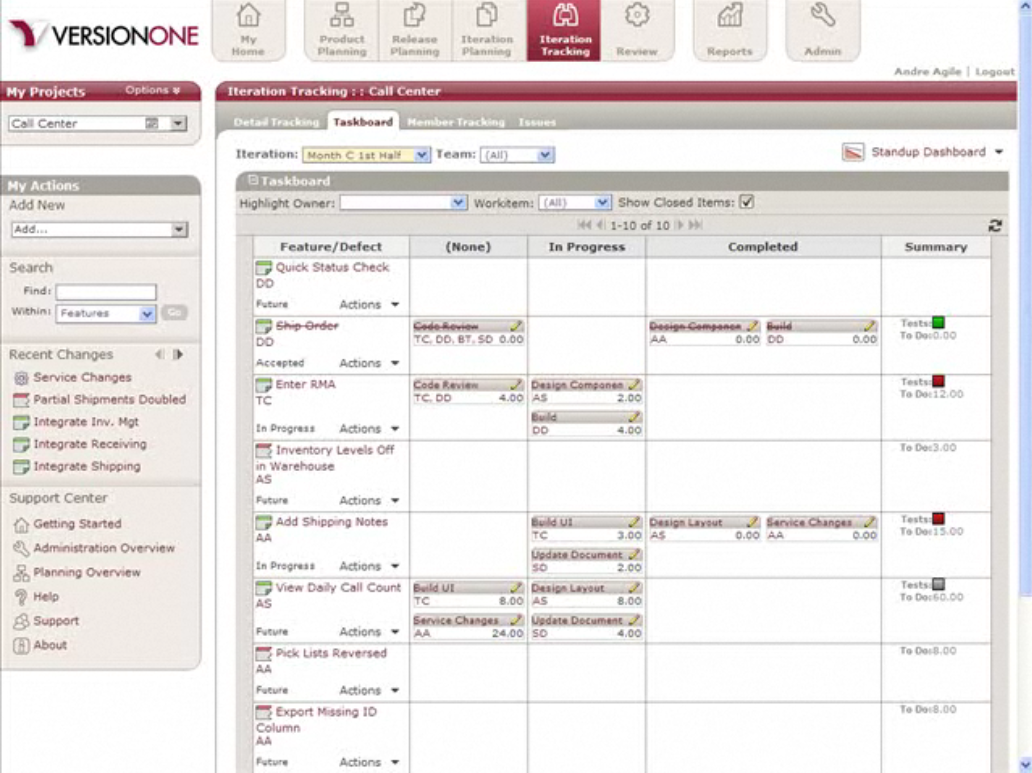 VERSIONONE
My Home
Product Planning
Release Planning
Iteration Planning
Iteration Tracking
Review
Reports
Admin
Andre Agile | Logout
My Projects Options
Call Center
My Actions
Add New
Add...
Search
Find:
Within: Features Go
Recent Changes
Service Changes
Partial Shipments Doubled
Integrate Inv. Mgt
Integrate Receiving
Integrate Shipping
Support Center
Getting Started
Administration Overview
Planning Overview
Help
Support
About
Iteration Tracking : : Call Center
Detail Tracking Taskboard Member Tracking Issues
Iteration: Month C 1st Half Team: (All) Standup Dashboard
Taskboard
Highlight Owner: Workitem: (All) Show Closed Items:
1-10 of 10
Feature/Defect (None) In Progress Completed Summary
Quick Status Check
DD
Future Actions
Ship Order Code Review Design Componen Build Tests:
DD TC, DD, BT, SD 0.00 AA 0.00 DD 0.00 To Do:0.00
Accepted Actions
Enter RMA Code Review Design Componen Tests:
TC TC, DD 4.00 AS 2.00 To Do:12.00
Build
In Progress Actions DD 4.00
Inventory Levels Off To Do:3.00
in Warehouse
AS
Future Actions
Add Shipping Notes Build UI Design Layout Service Changes Tests:
AA TC 3.00 AS 0.00 AA 0.00 To Do:15.00
Update Document
In Progress Actions SD 2.00
View Daily Call Count Build UI Design Layout Tests:
AS TC 8.00 AS 8.00 To Do:60.00
Service Changes Update Document
Future Actions AA 24.00 SD 4.00
Pick Lists Reversed To Do:8.00
AA
Future Actions
Export Missing ID To Do:8.00
Column
AA
Future Actions